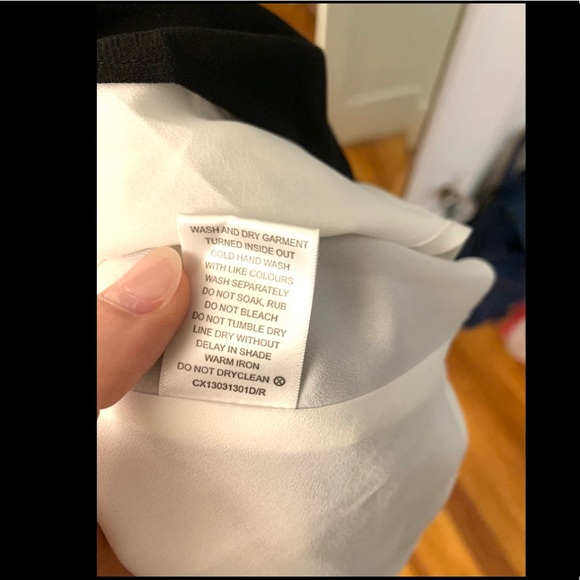 WASH AND DRY GARMENT
TURNED INSIDE OUT
COLD HAND WASH
WITH LIKE COLOURS
WASH SEPARATELY
DO NOT SOAK, RUB
DO NOT BLEACH
DO NOT TUMBLE DRY
LINE DRY WITHOUT
DELAY IN SHADE
WARM IRON
DO NOT DRYCLEAN
CX13031301D/R